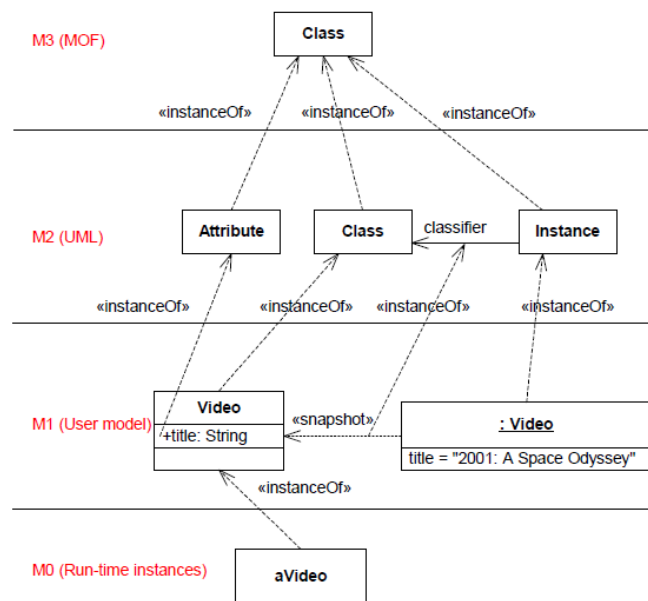 M3 (MOF)
Class
«instanceOf»
«instanceOf»
«instanceOf»
M2 (UML)
Attribute
Class
classifier
Instance
«instanceOf»
«instanceOf»
«instanceOf»
«instanceOf»
M1 (User model)
Video
+title: String
«snapshot»
: Video
title = "2001: A Space Odyssey"
«instanceOf»
M0 (Run-time instances)
aVideo